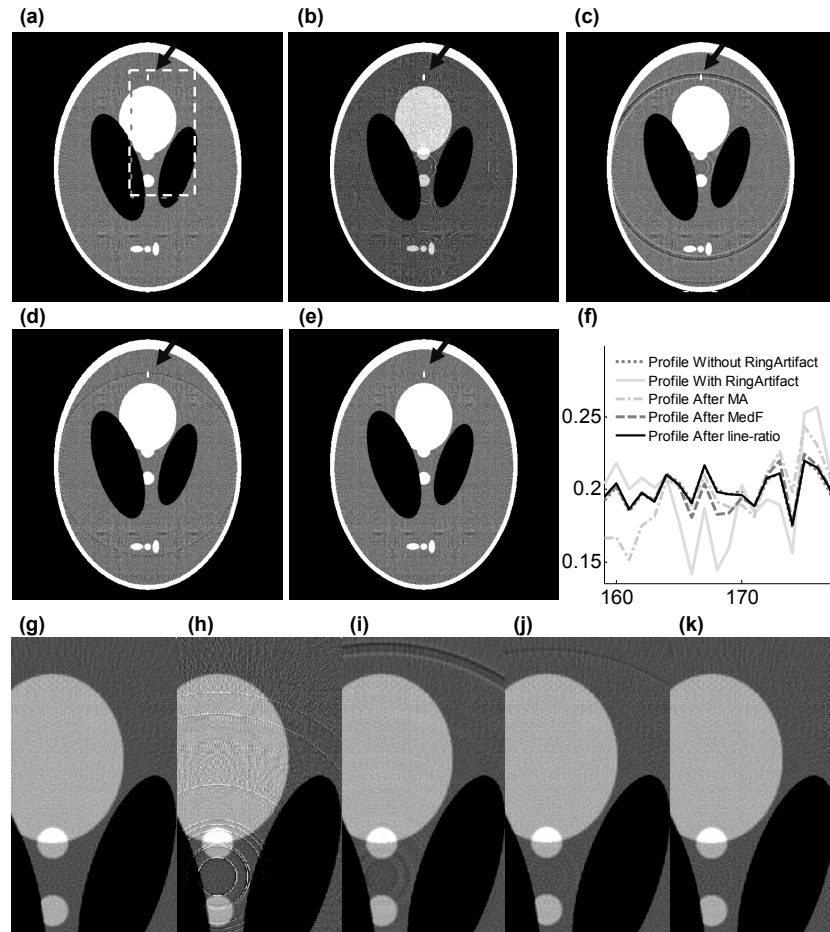 (a)
(b)
(c)
(d)
(e)
(f)
Profile Without RingArtifact
Profile With RingArtifact
Profile After MA
Profile After MedF
Profile After line-ratio
0.25
0.2
0.15
160
170
(g)
(h)
(i)
(j)
(k)